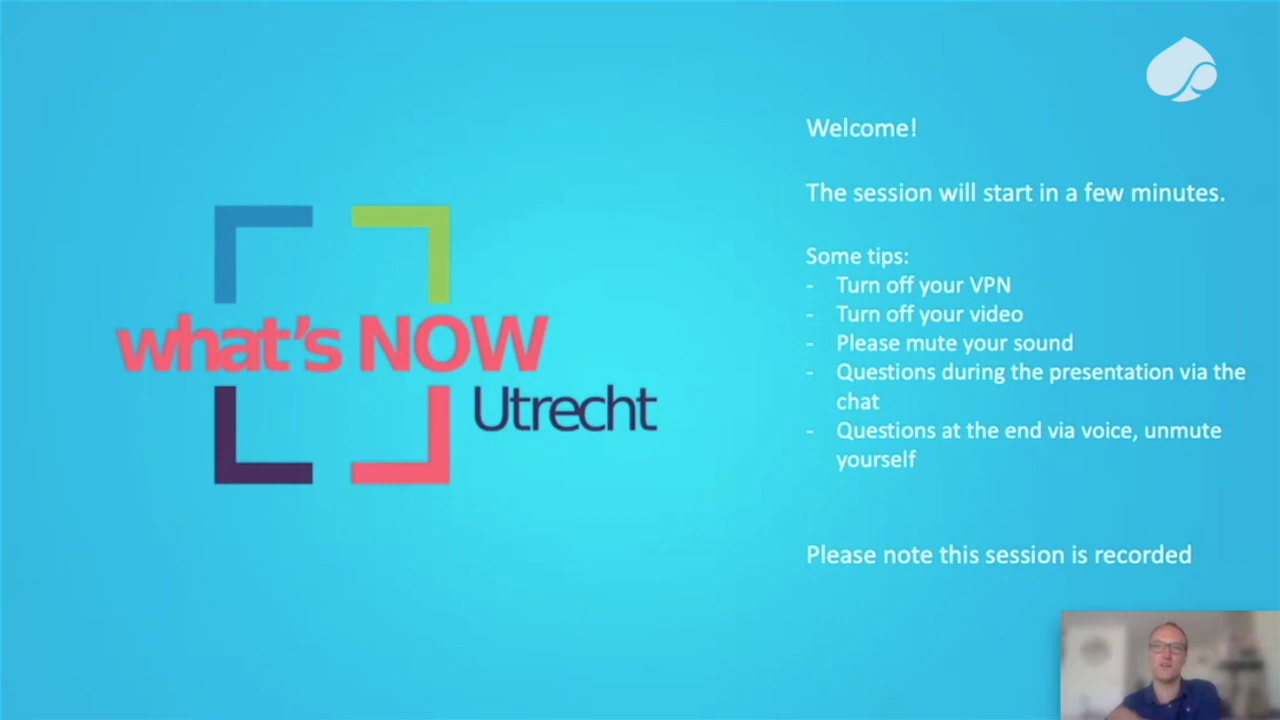 Welcome!
The session will start in a few minutes.
Some tips:
- Turn off your VPN
- Turn off your video
- Please mute your sound
- Questions during the presentation via the
chat
- Questions at the end via voice, unmute
yourself
Please note this session is recorded
what's NOW
Utrecht